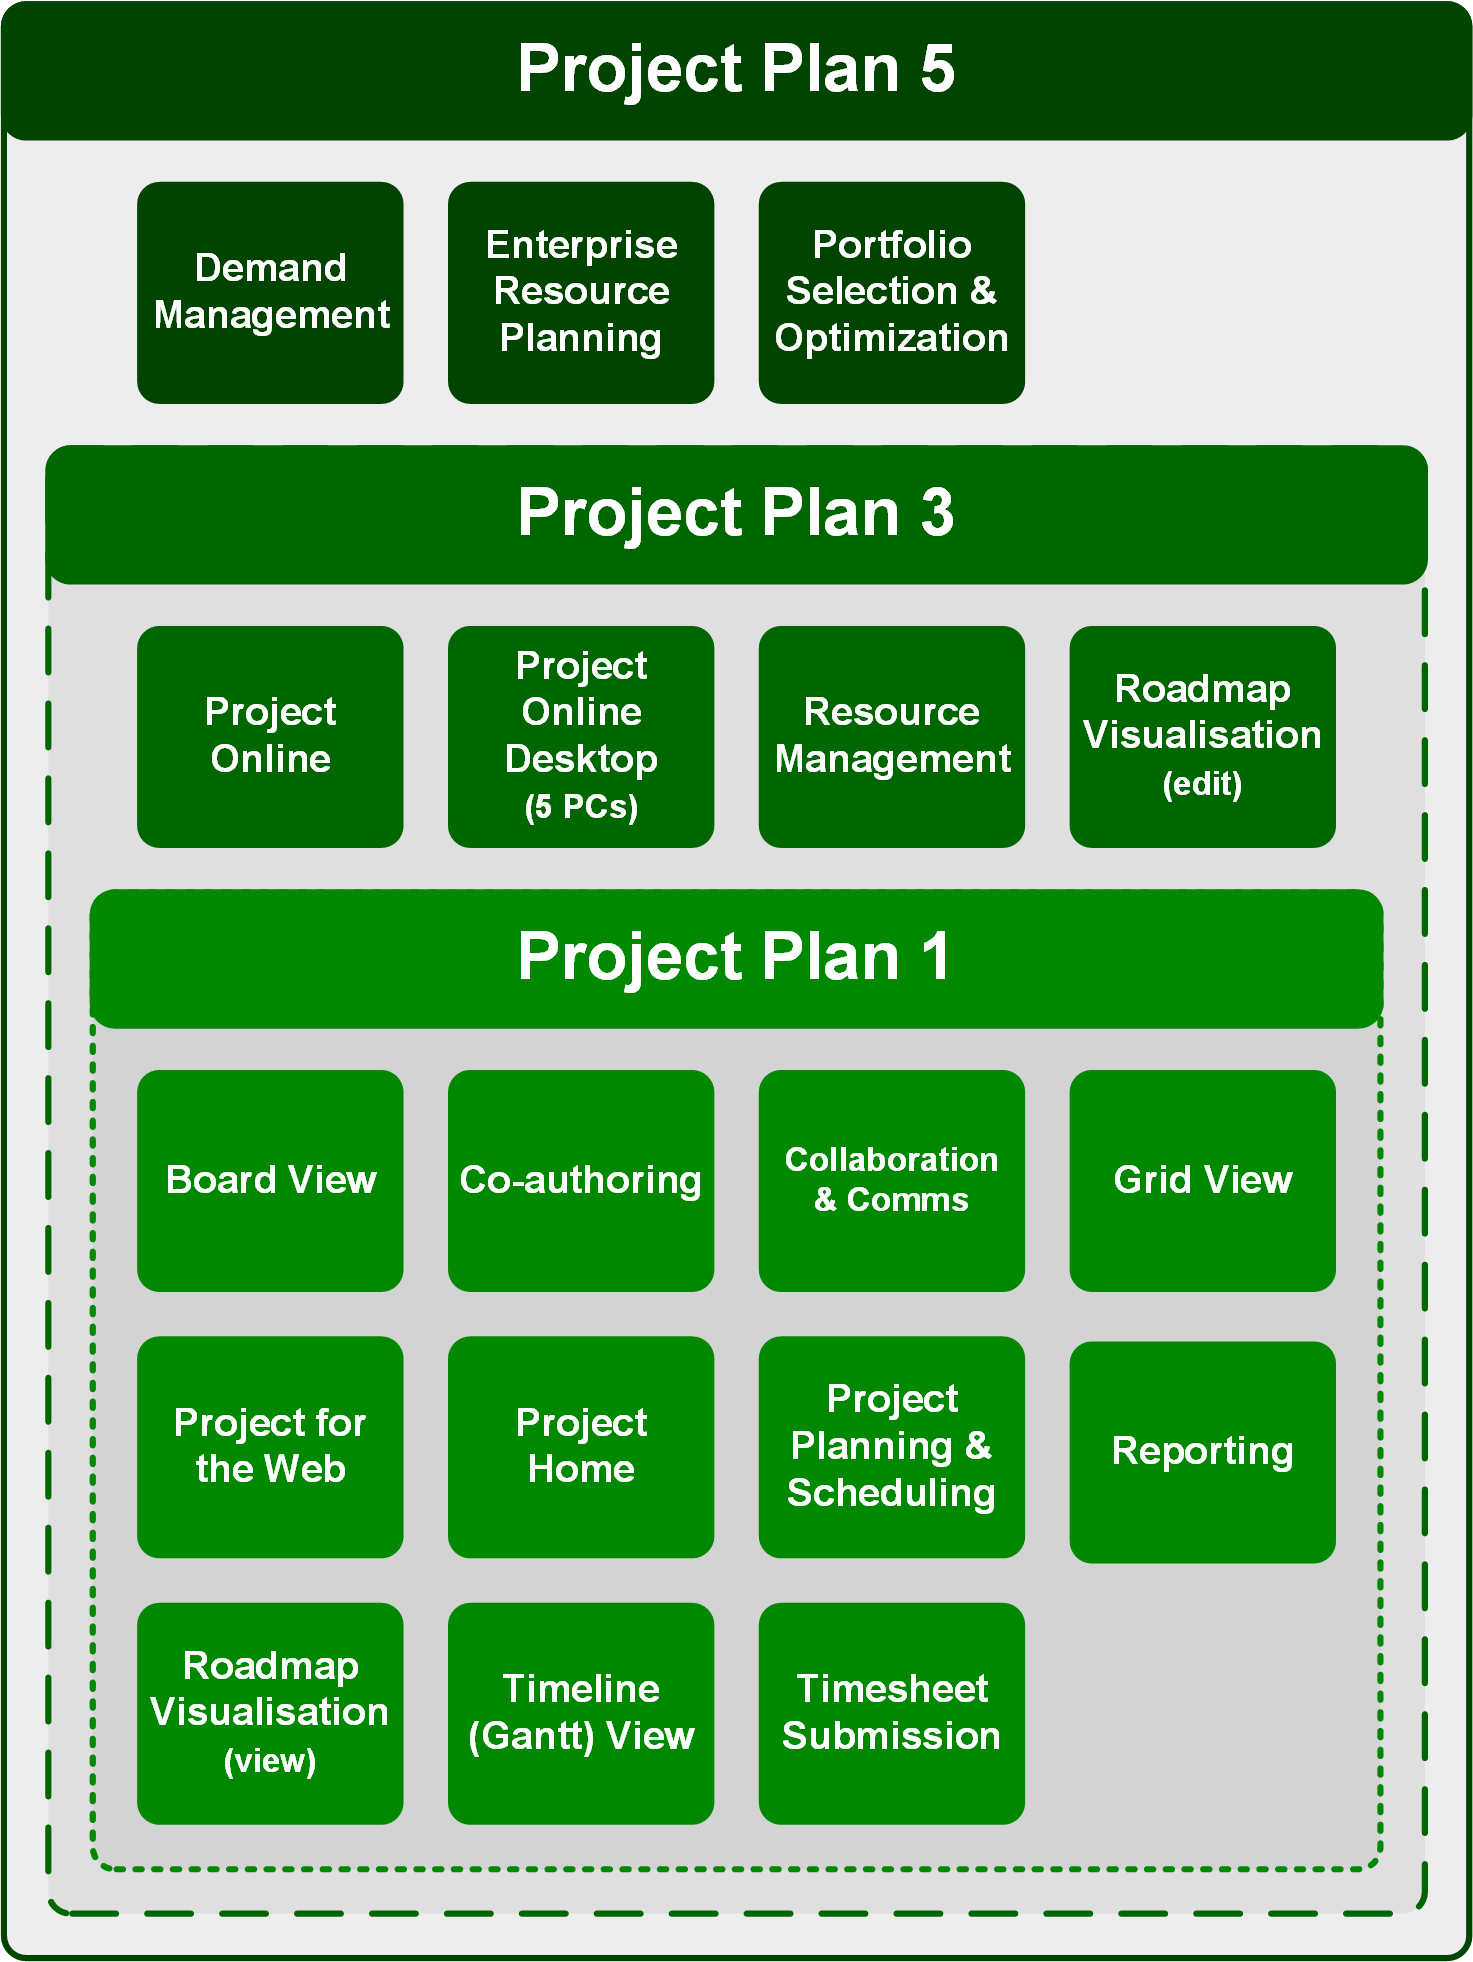 Project Plan 5
Demand
Management
Enterprise
Resource
Planning
Portfolio
Selection &
Optimization
Project Plan 3
Project
Online
Project
Online
Desktop
(5 PCs)
Resource
Management
Roadmap
Visualisation
(edit)
Project Plan 1
Board View
Co-authoring
Collaboration
& Comms
Grid View
Project for
the Web
Project
Home
Project
Planning &
Scheduling
Reporting
Roadmap
Visualisation
(view)
Timeline
(Gantt) View
Timesheet
Submission